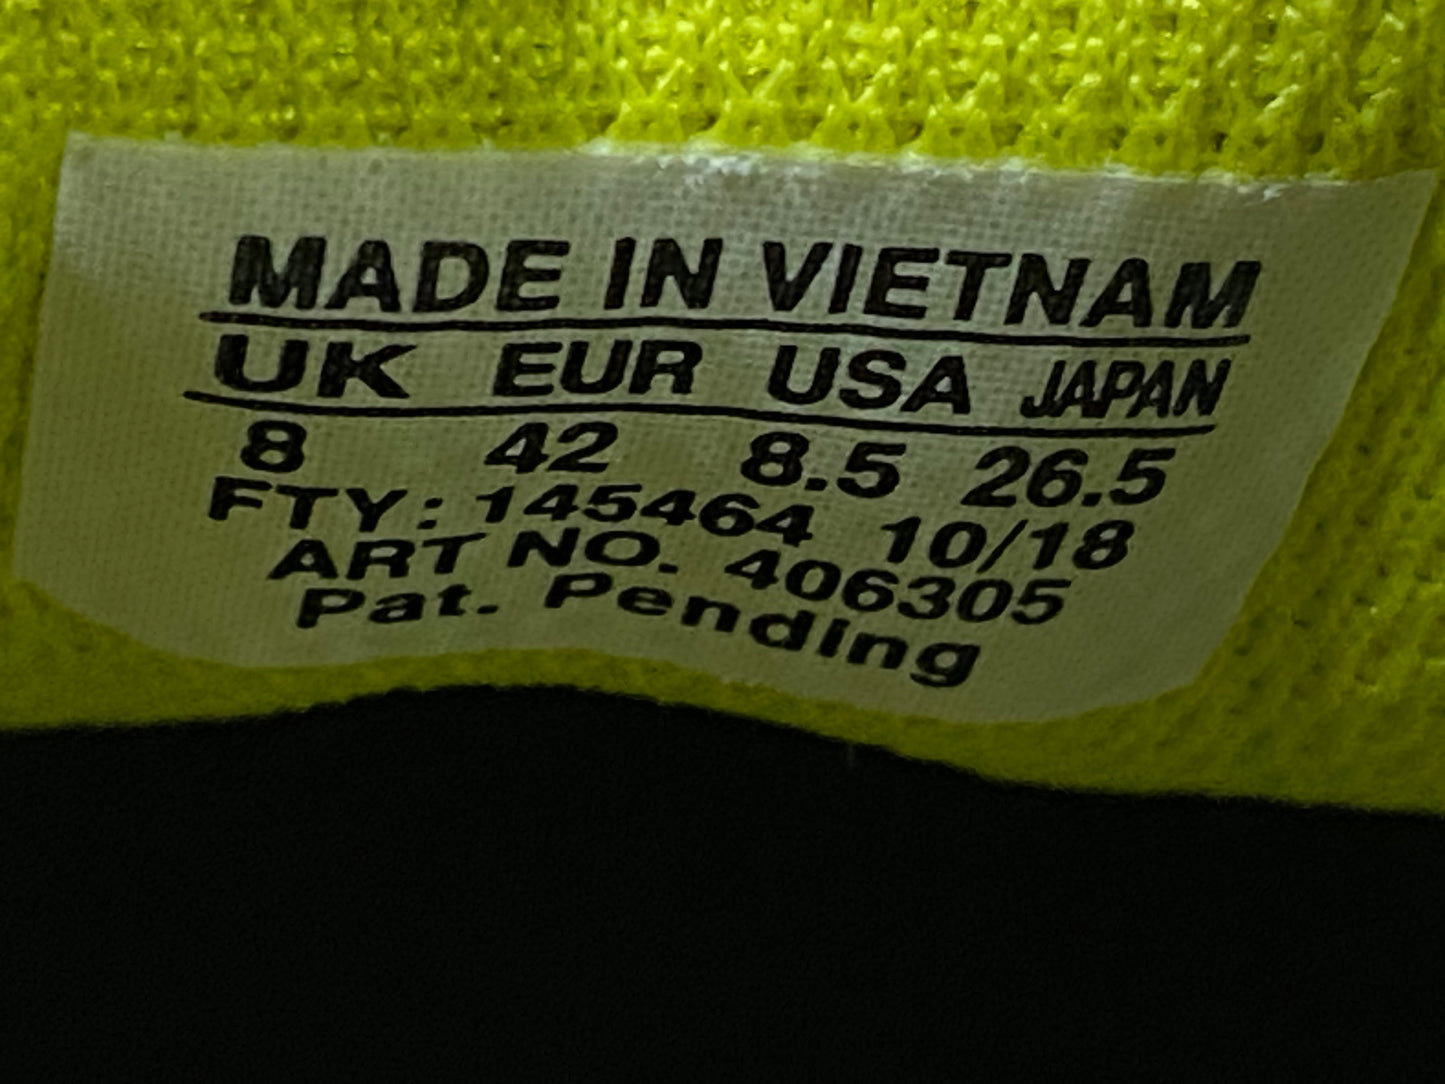 MADE IN VIETNAM
UK EUR USA JAPAN
8 42 8.5 26.5
FTY: 145464 10/18
ART NO. 406305
Pat. Pending